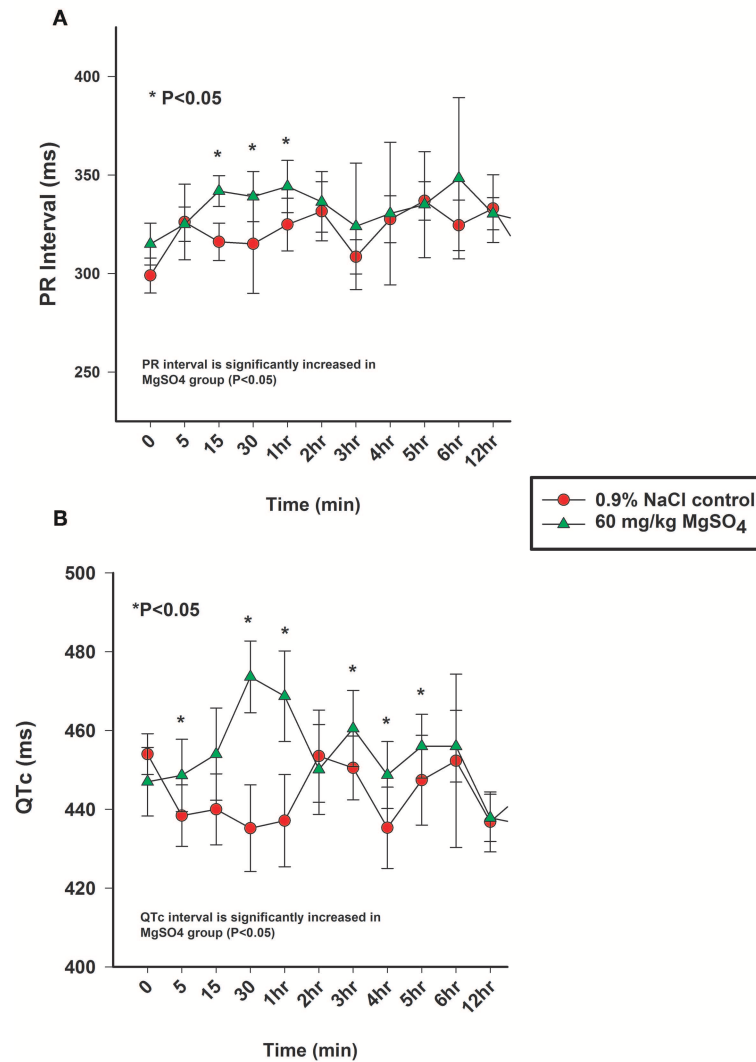 A
400
350
300
250
PR Interval (ms)
* P<0.05
* * *
PR interval is significantly increased in
MgSO4 group (P<0.05)
0 5 15 30 1hr 2hr 3hr 4hr 5hr 6hr 12hr
Time (min)
0.9% NaCl control
60 mg/kg MgSO4
B
500
480
460
440
420
400
QTc (ms)
*P<0.05
* * * * * *
QTc interval is significantly increased in
MgSO4 group (P<0.05)
0 5 15 30 1hr 2hr 3hr 4hr 5hr 6hr 12hr
Time (min)